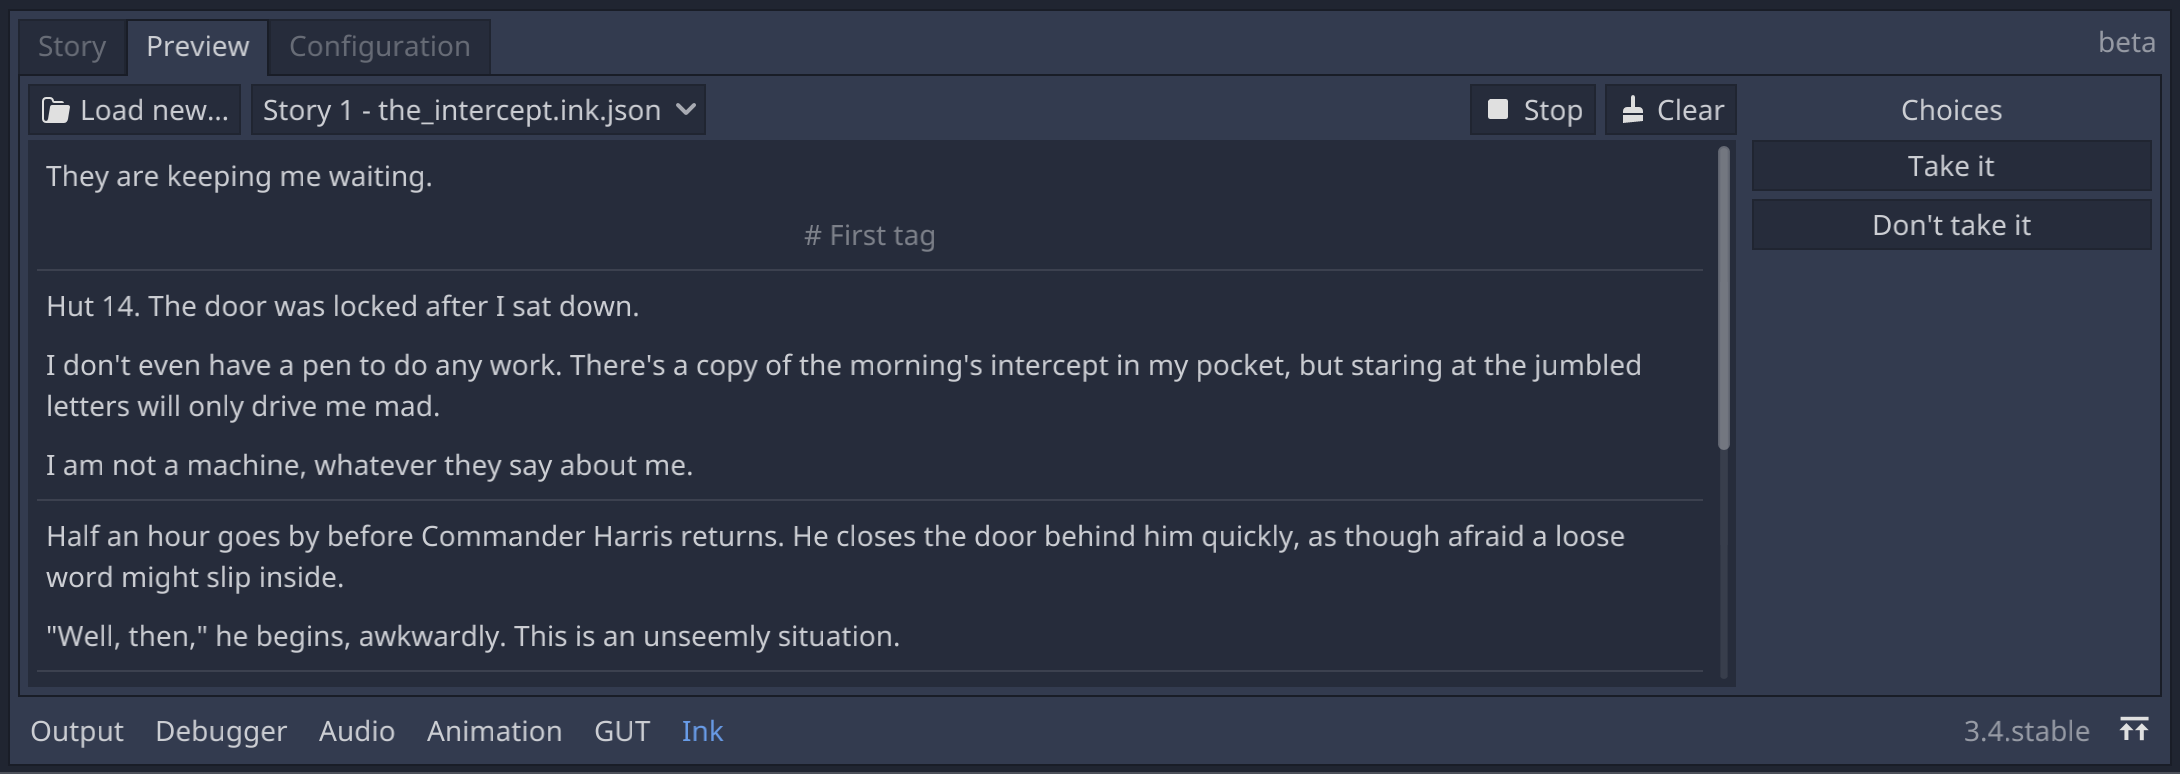 Story Preview Configuration beta
Load new... Story 1 - the_intercept.ink.json Stop Clear Choices
They are keeping me waiting.
# First tag
Hut 14. The door was locked after I sat down.
I don't even have a pen to do any work. There's a copy of the morning's intercept in my pocket, but staring at the jumbled
letters will only drive me mad.
I am not a machine, whatever they say about me.
Half an hour goes by before Commander Harris returns. He closes the door behind him quickly, as though afraid a loose
word might slip inside.
"Well, then," he begins, awkwardly. This is an unseemly situation.
Take it
Don't take it
Output Debugger Audio Animation GUT Ink 3.4.stable